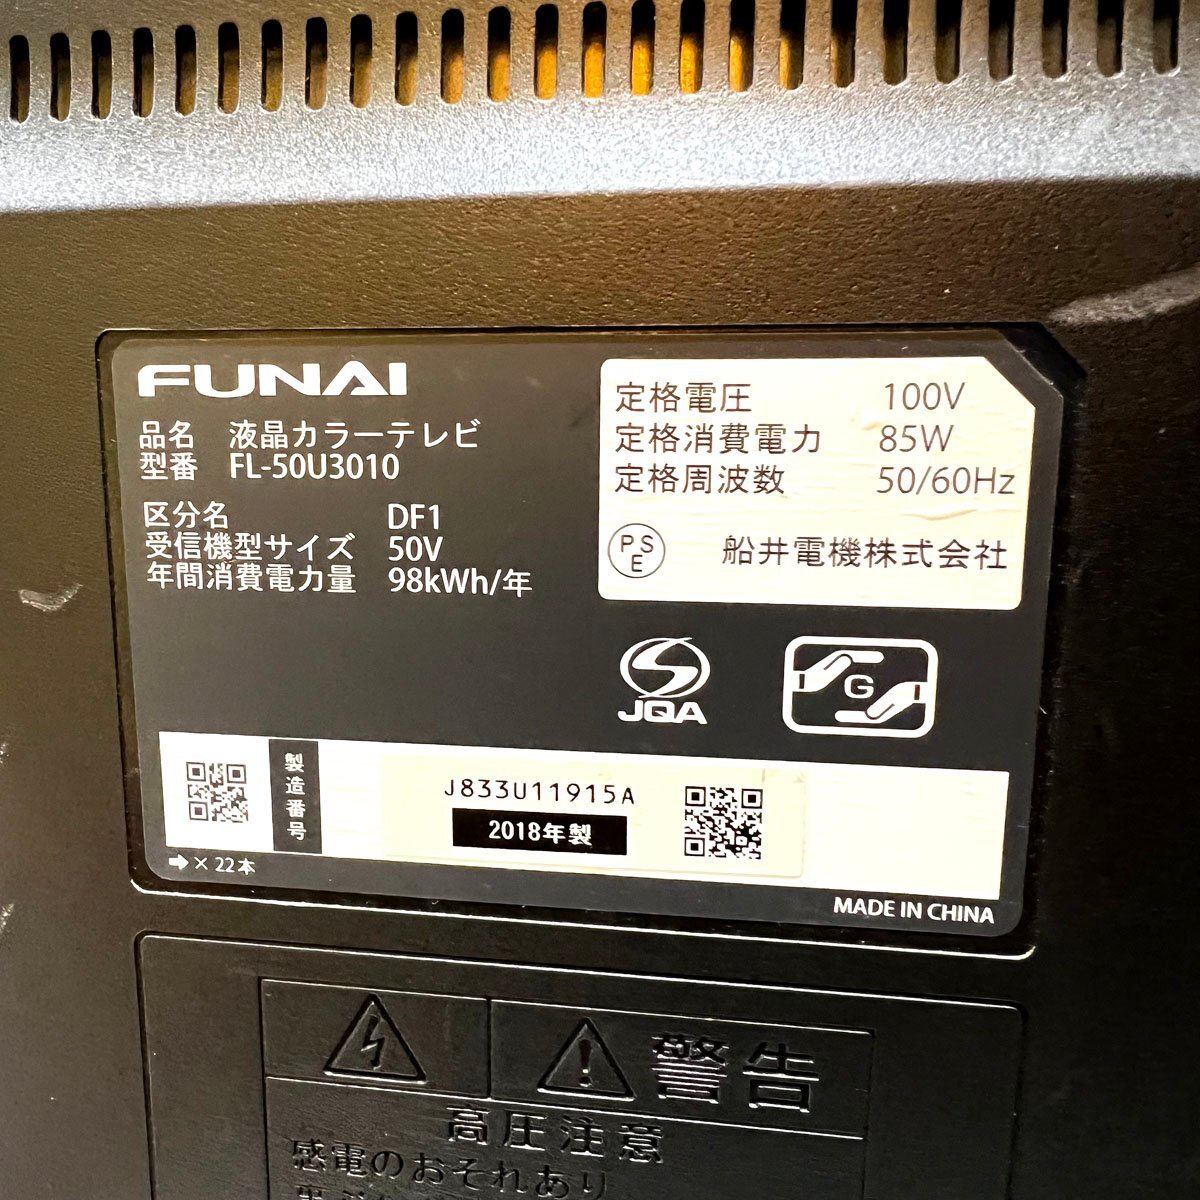 FUNAI
品名 液晶カラーテレビ
型番 FL-50U3010
区分名 DF1
受信機型サイズ 50V
年間消費電力量 98kWh/年
定格電圧 100V
定格消費電力 85W
定格周波数 50/60Hz
PSE 船井電機株式会社
JQA
G
製造番号
J833U11915A
2018年製
➡× 22本
MADE IN CHINA
警告
高圧注意
感電のおそれあり